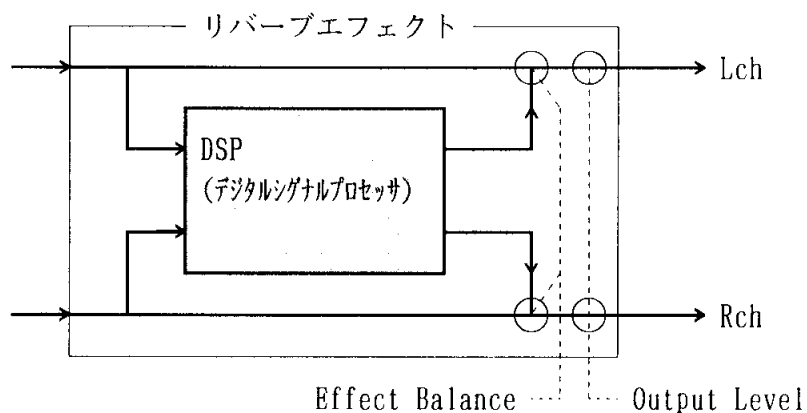 リバーブエフェクト
Lch
DSP
(デジタルシグナルプロセッサ)
Rch
Effect Balance
Output Level